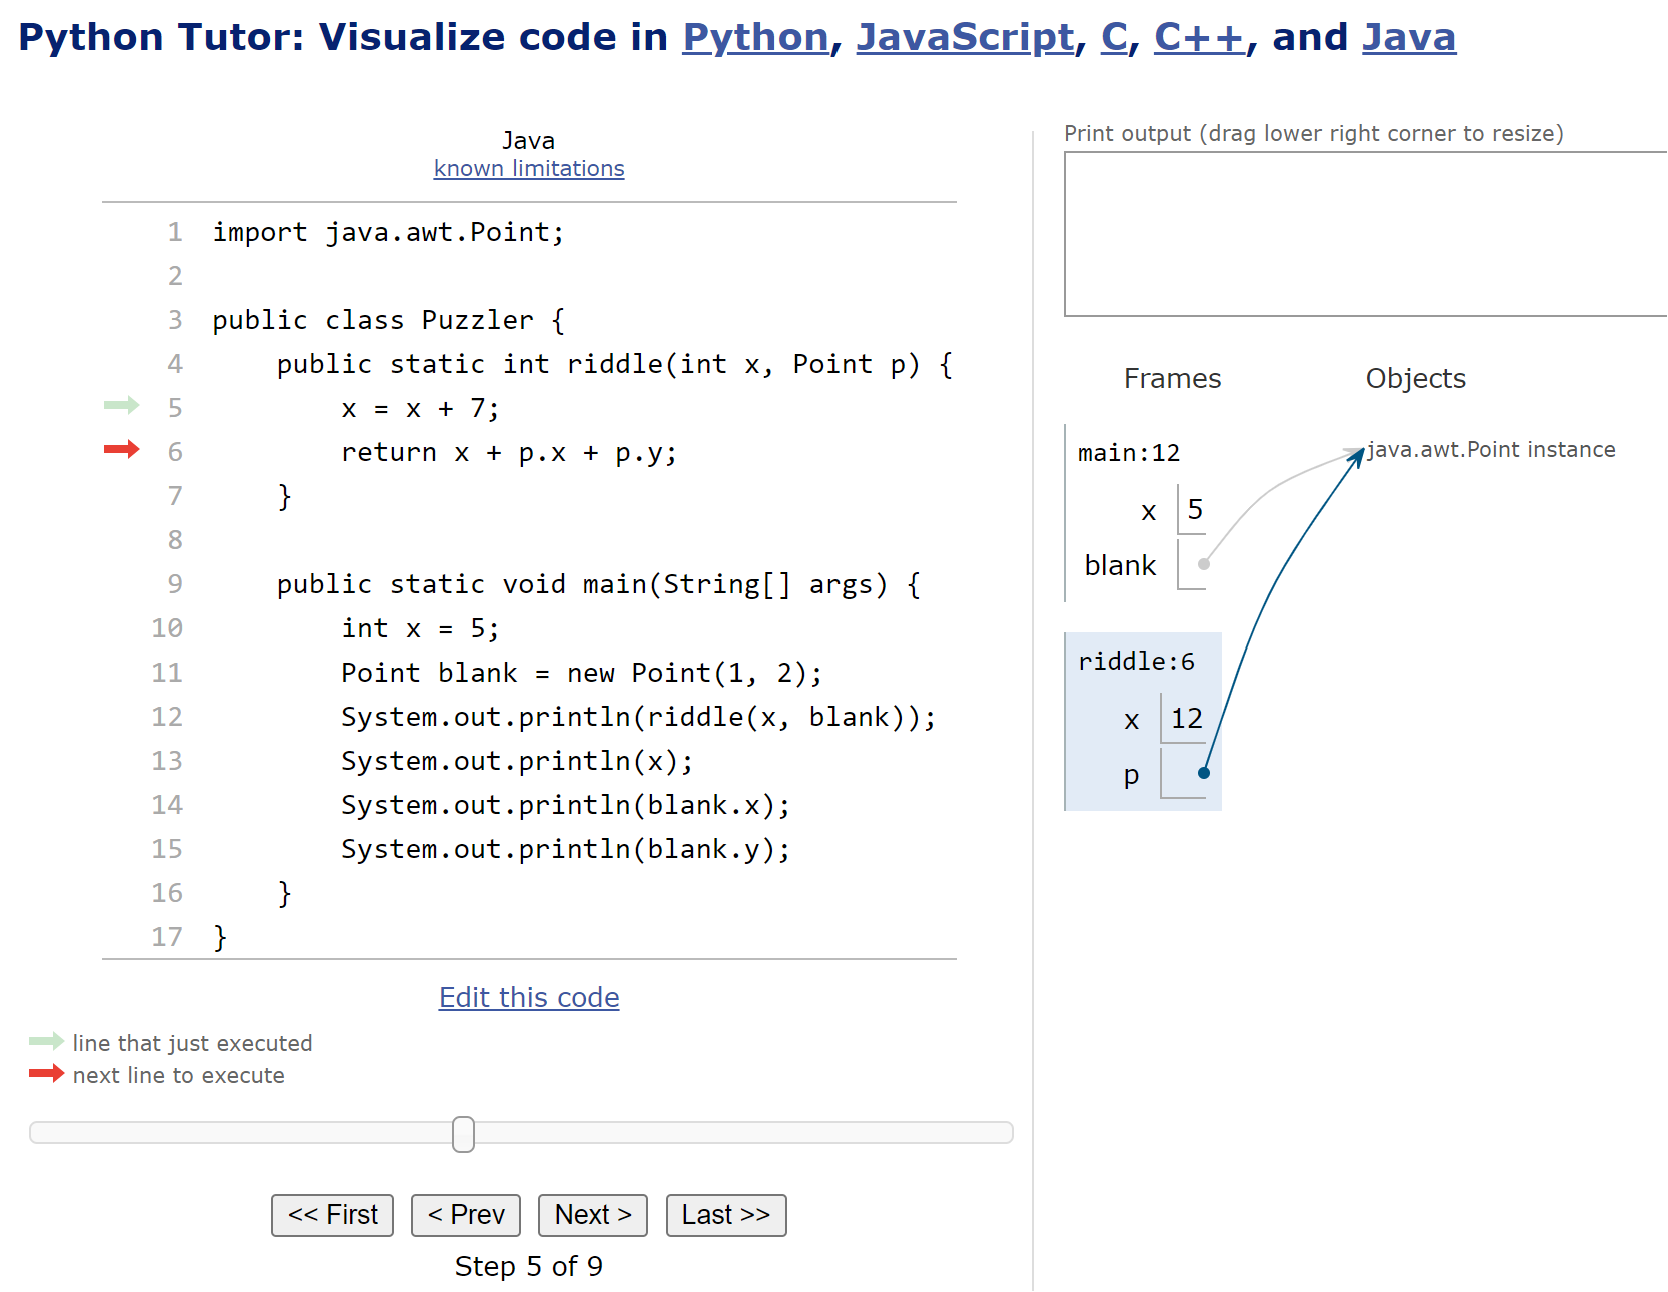 Python Tutor: Visualize code in Python, JavaScript, C, C++, and Java
Java
known limitations
1 import java.awt.Point;
2
3 public class Puzzler {
4     public static int riddle(int x, Point p) {
5         x = x + 7;
6         return x + p.x + p.y;
7     }
8
9     public static void main(String[] args) {
10         int x = 5;
11         Point blank = new Point(1, 2);
12         System.out.println(riddle(x, blank));
13         System.out.println(x);
14         System.out.println(blank.x);
15         System.out.println(blank.y);
16     }
17 }
Edit this code
line that just executed
next line to execute
<< First < Prev Next > Last >>
Step 5 of 9
Print output (drag lower right corner to resize)
Frames Objects
main:12 java.awt.Point instance
x 5
blank
riddle:6
x 12
p